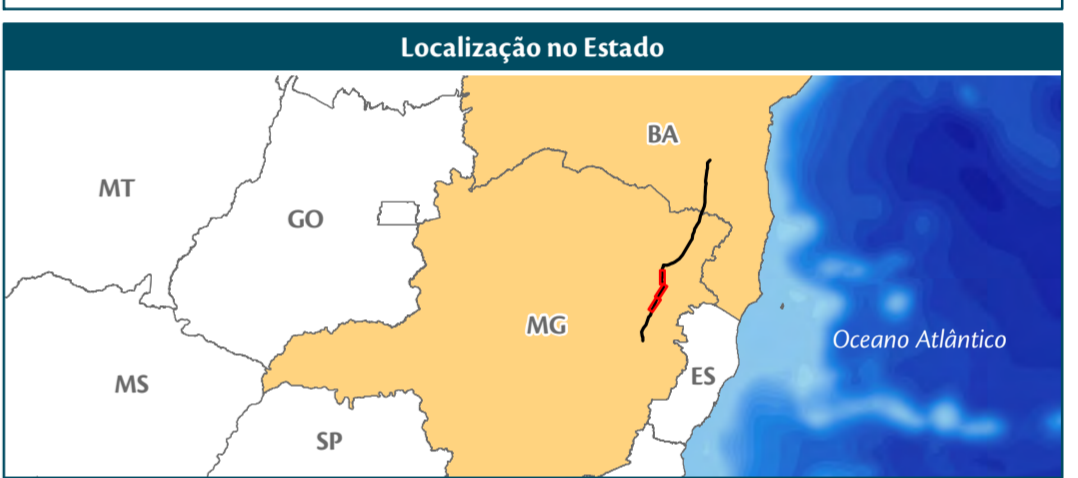 Localização no Estado
BA
MT
GO
MG
Oceano Atlântico
MS
ES
SP